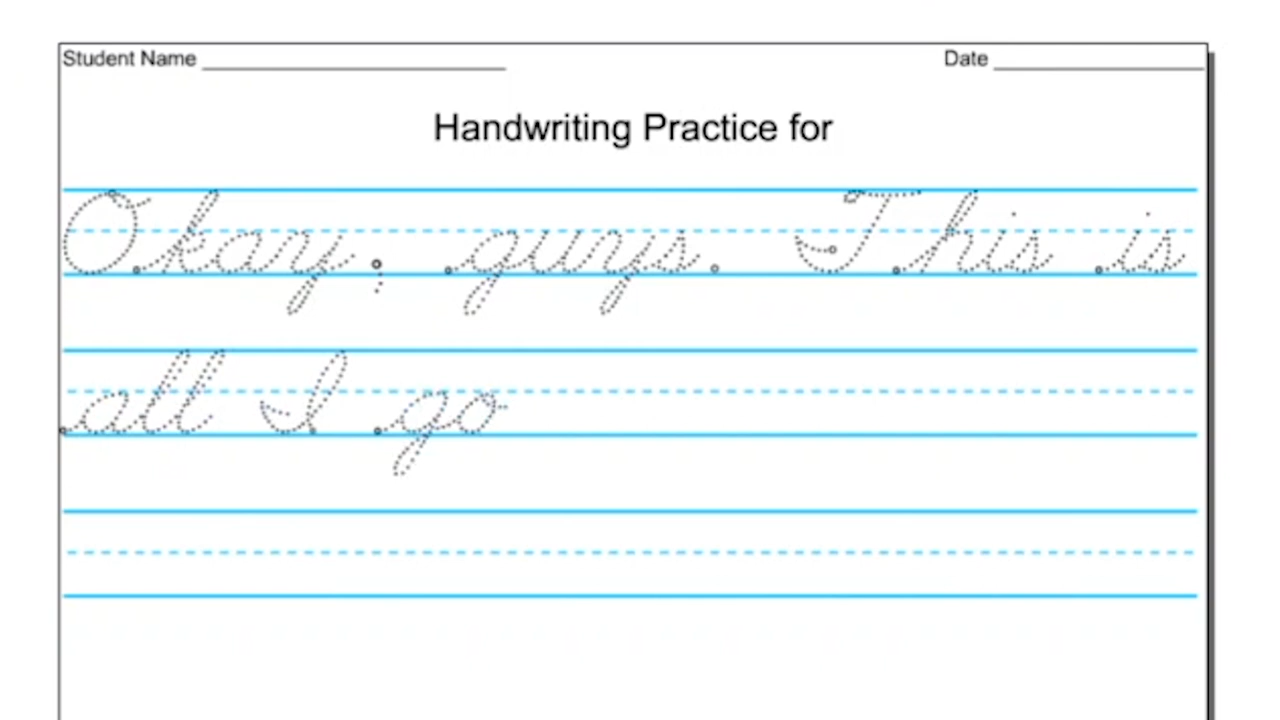 Student Name
Date
Handwriting Practice for
Okay, guys. This is
all I go